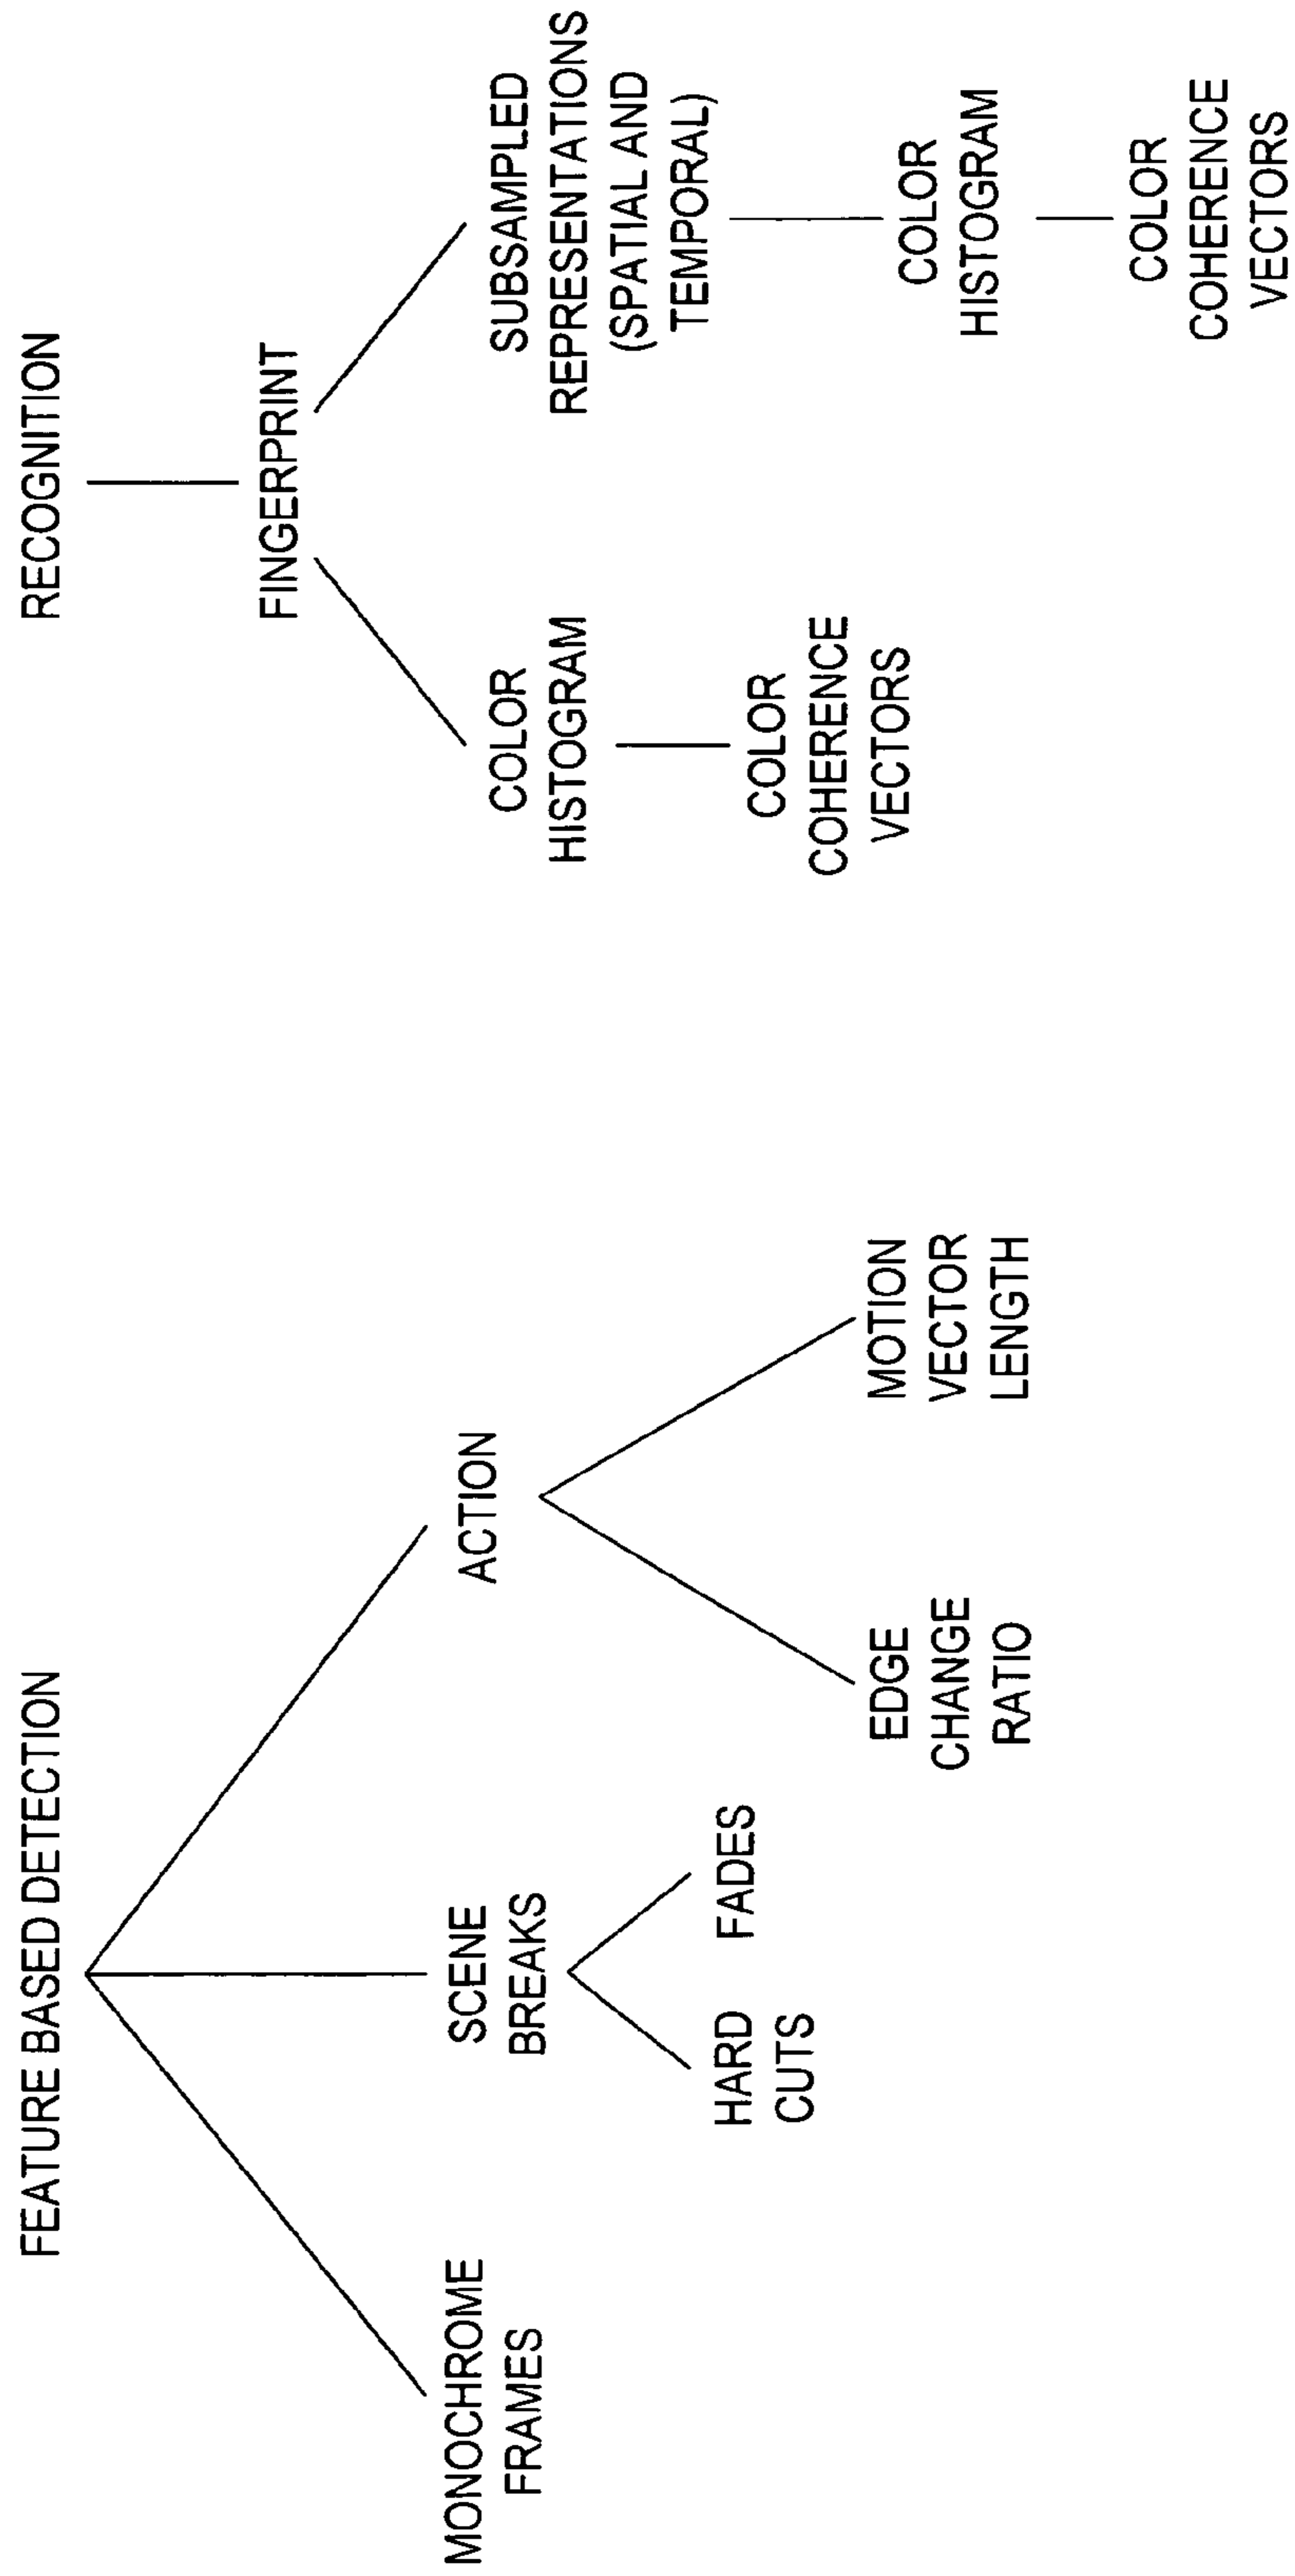 FEATURE BASED DETECTION
MONOCHROME
FRAMES
SCENE
BREAKS
HARD
CUTS
FADES
ACTION
EDGE
CHANGE
RATIO
MOTION
VECTOR
LENGTH
RECOGNITION
FINGERPRINT
COLOR
HISTOGRAM
COLOR
COHERENCE
VECTORS
SUBSAMPLED
REPRESENTATIONS
(SPATIAL AND
TEMPORAL)
COLOR
HISTOGRAM
COLOR
COHERENCE
VECTORS